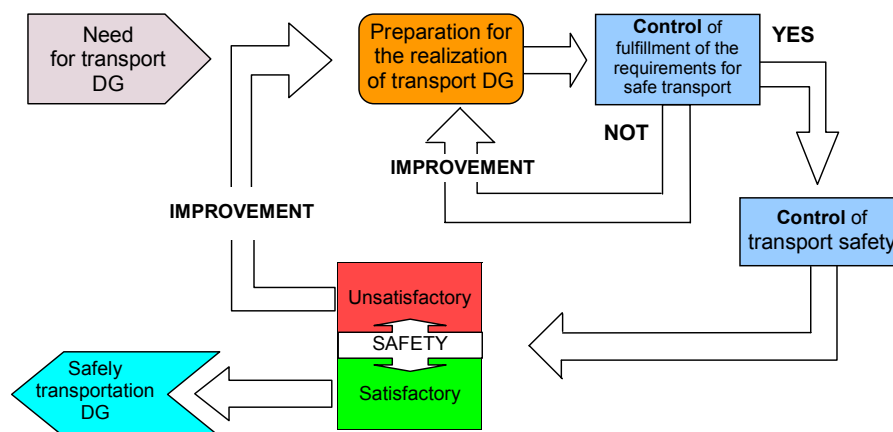 Need
for transport
DG
Preparation for
the realization
of transport DG
Control of
fulfillment of the
requirements for
safe transport
YES
NOT
IMPROVEMENT
IMPROVEMENT
Control of
transport safety
Unsatisfactory
SAFETY
Satisfactory
Safely
transportation
DG